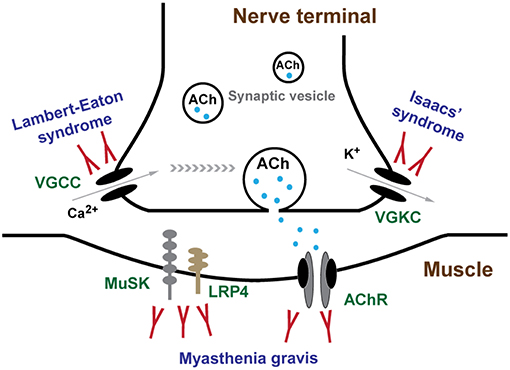 Nerve terminal
ACh
ACh
Synaptic vesicle
Lambert-Eaton
syndrome
Isaacs’
syndrome
VGCC
Ca2+
ACh
K+
VGKC
Muscle
MuSK
LRP4
AChR
Myasthenia gravis